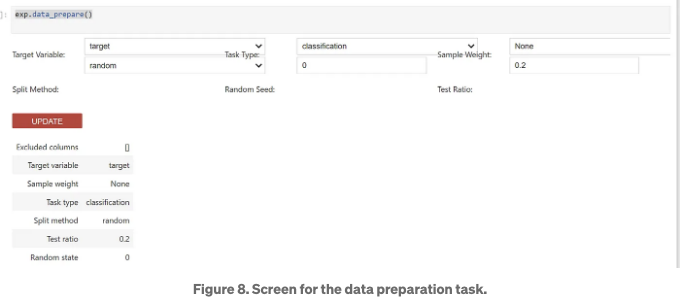 ]: exp.data_prepare()
Target Variable: target Task Type: classification Sample Weight: None
random 0 0.2
Split Method: Random Seed: Test Ratio:
UPDATE
Excluded columns []
Target variable target
Sample weight None
Task type classification
Split method random
Test ratio 0.2
Random state 0
Figure 8. Screen for the data preparation task.